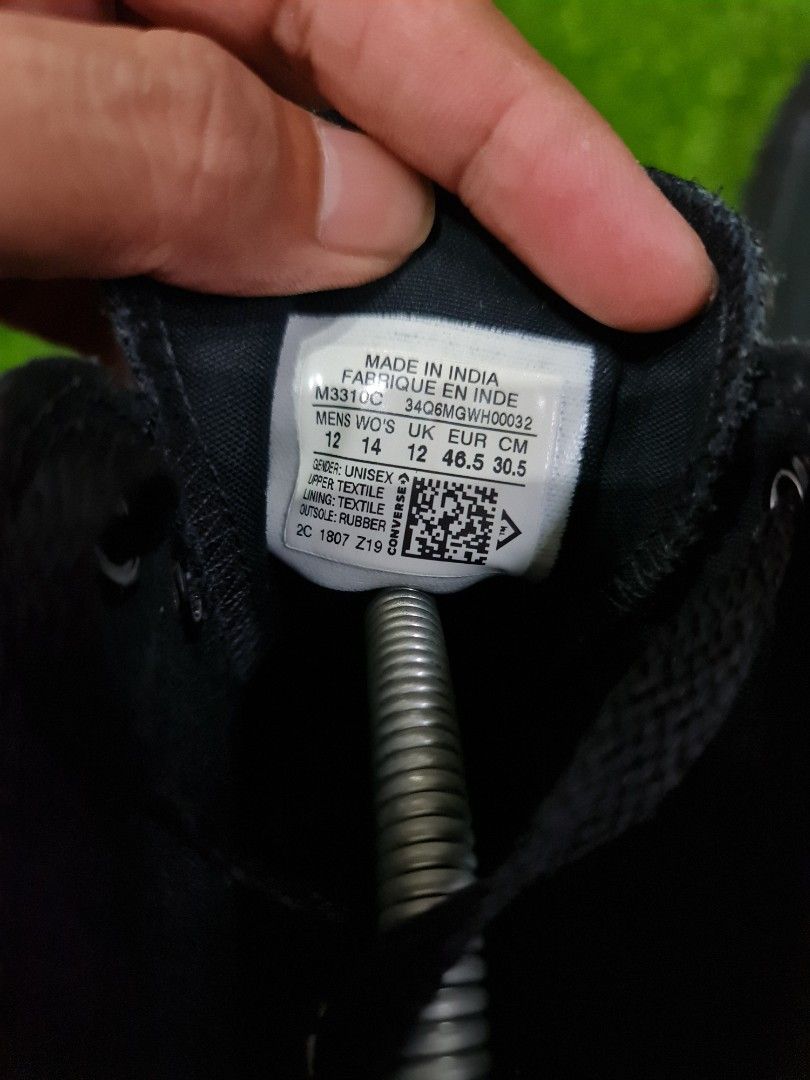 MADE IN INDIA
FABRIQUE EN INDE
M3310C 34Q6MGWH00032
MENS WO'S UK EUR CM
12 14 12 46.5 30.5
GENDER: UNISEX
UPPER: TEXTILE
LINING: TEXTILE
OUTSOLE: RUBBER
2C 1807 Z19
CONVERSE
TM